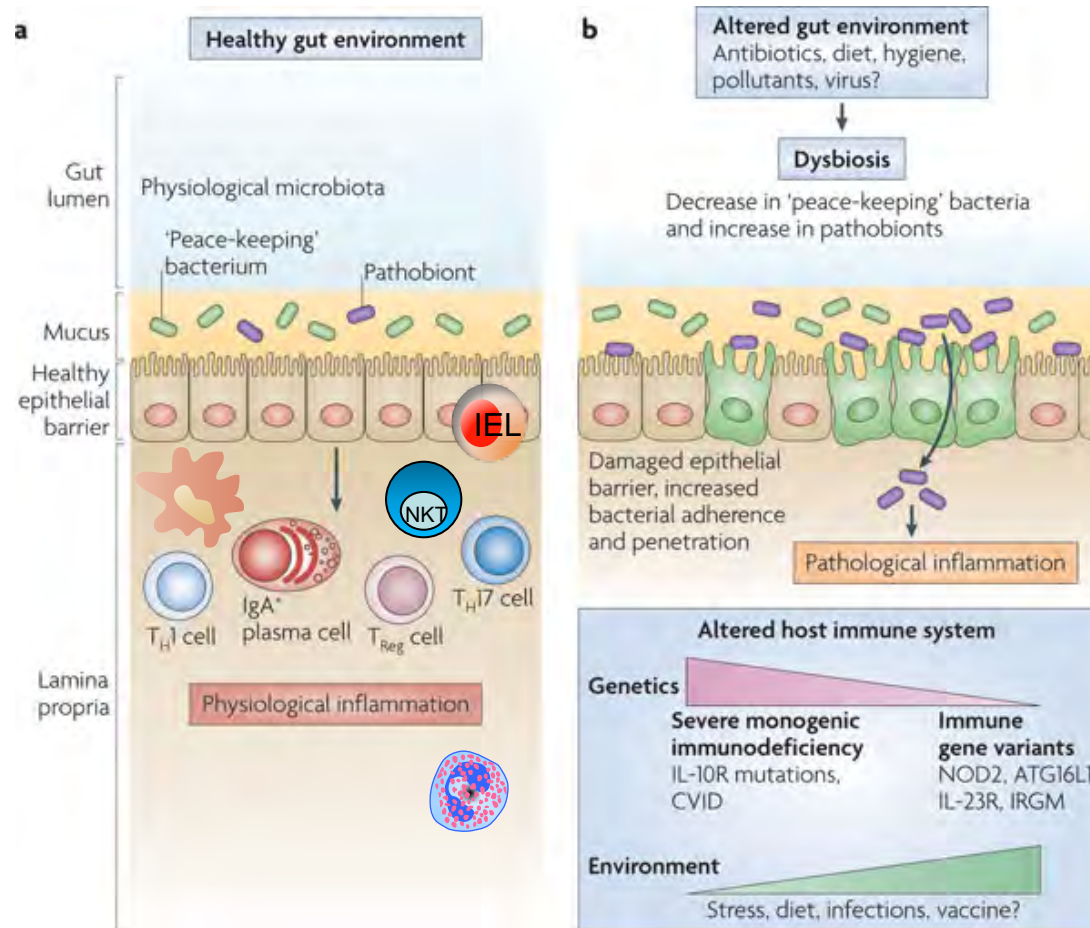 a
Healthy gut environment
Gut
lumen
Physiological microbiota
'Peace-keeping'
bacterium
Pathobiont
Mucus
Healthy
epithelial
barrier
IEL
NKT
TH1 cell
IgA+
plasma cell
TReg cell
TH17 cell
Lamina
propria
Physiological inflammation
b
Altered gut environment
Antibiotics, diet, hygiene,
pollutants, virus?
Dysbiosis
Decrease in 'peace-keeping' bacteria
and increase in pathobionts
Damaged epithelial
barrier, increased
bacterial adherence
and penetration
Pathological inflammation
Altered host immune system
Genetics
Severe monogenic
immunodeficiency
IL-10R mutations,
CVID
Immune
gene variants
NOD2, ATG16L1
IL-23R, IRGM
Environment
Stress, diet, infections, vaccine?